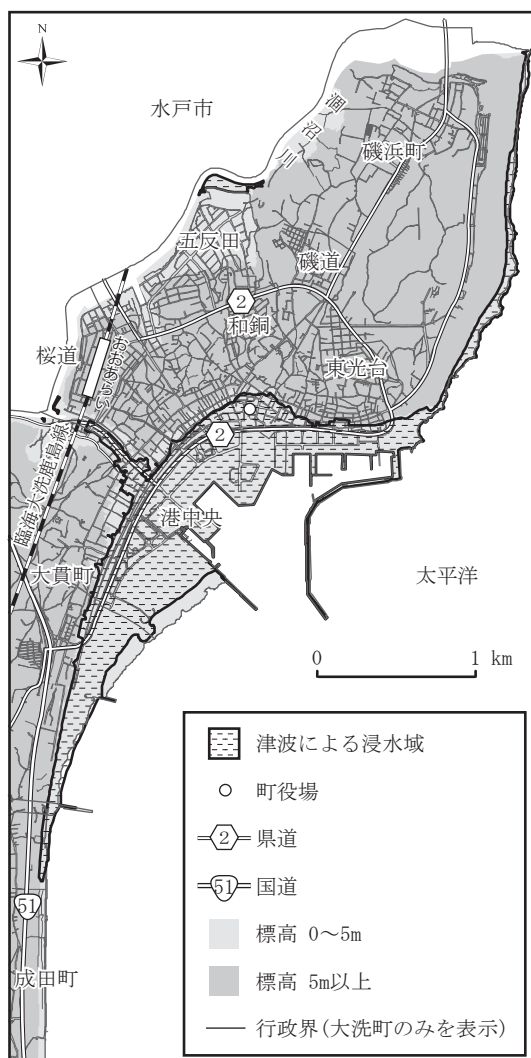 N
水戸市
涸沼川
磯浜町
五反田
磯道
2
和銅
桜道
おおあらい
東光台
2
臨海大洗鹿島線
港中央
大貫町
太平洋
0 1 km
津波による浸水域
町役場
2 県道
51 国道
51
標高 0～5m
標高 5m以上
成田町
行政界(大洗町のみを表示)